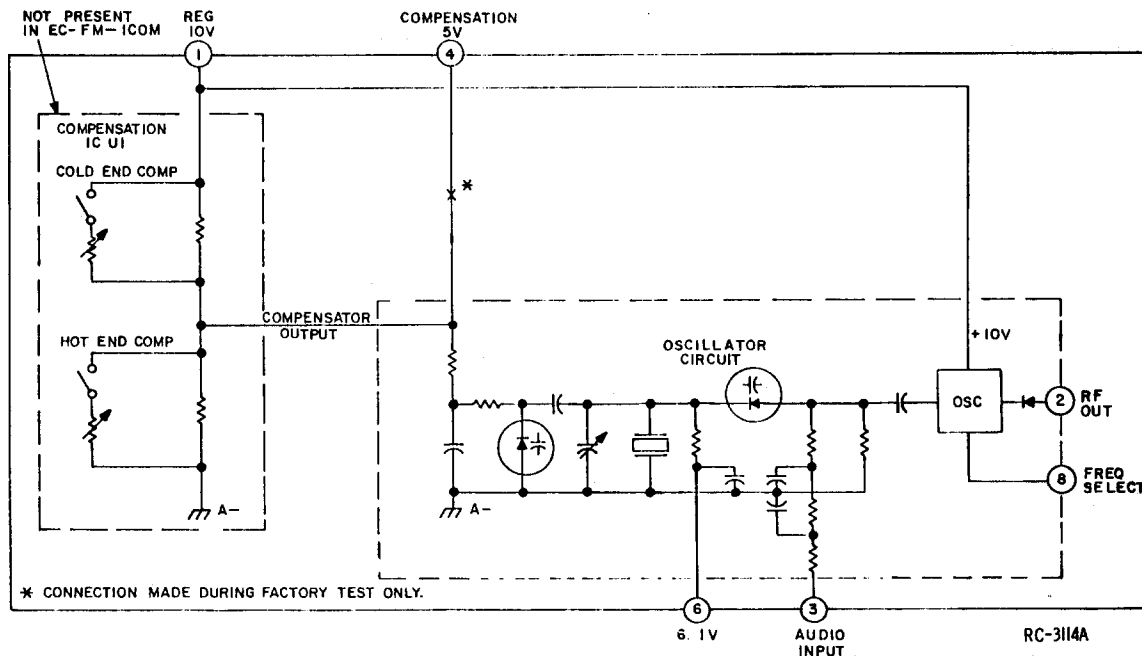 NOT PRESENT
IN EC-FM-ICOM
REG
10V
1
COMPENSATION
5V
4
COMPENSATION
IC U1
COLD END COMP
*
HOT END COMP
COMPENSATOR
OUTPUT
OSCILLATOR
CIRCUIT
+10V
OSC
2
RF
OUT
8
FREQ
SELECT
A-
A-
* CONNECTION MADE DURING FACTORY TEST ONLY.
6
6.1V
3
AUDIO
INPUT
RC-3114A